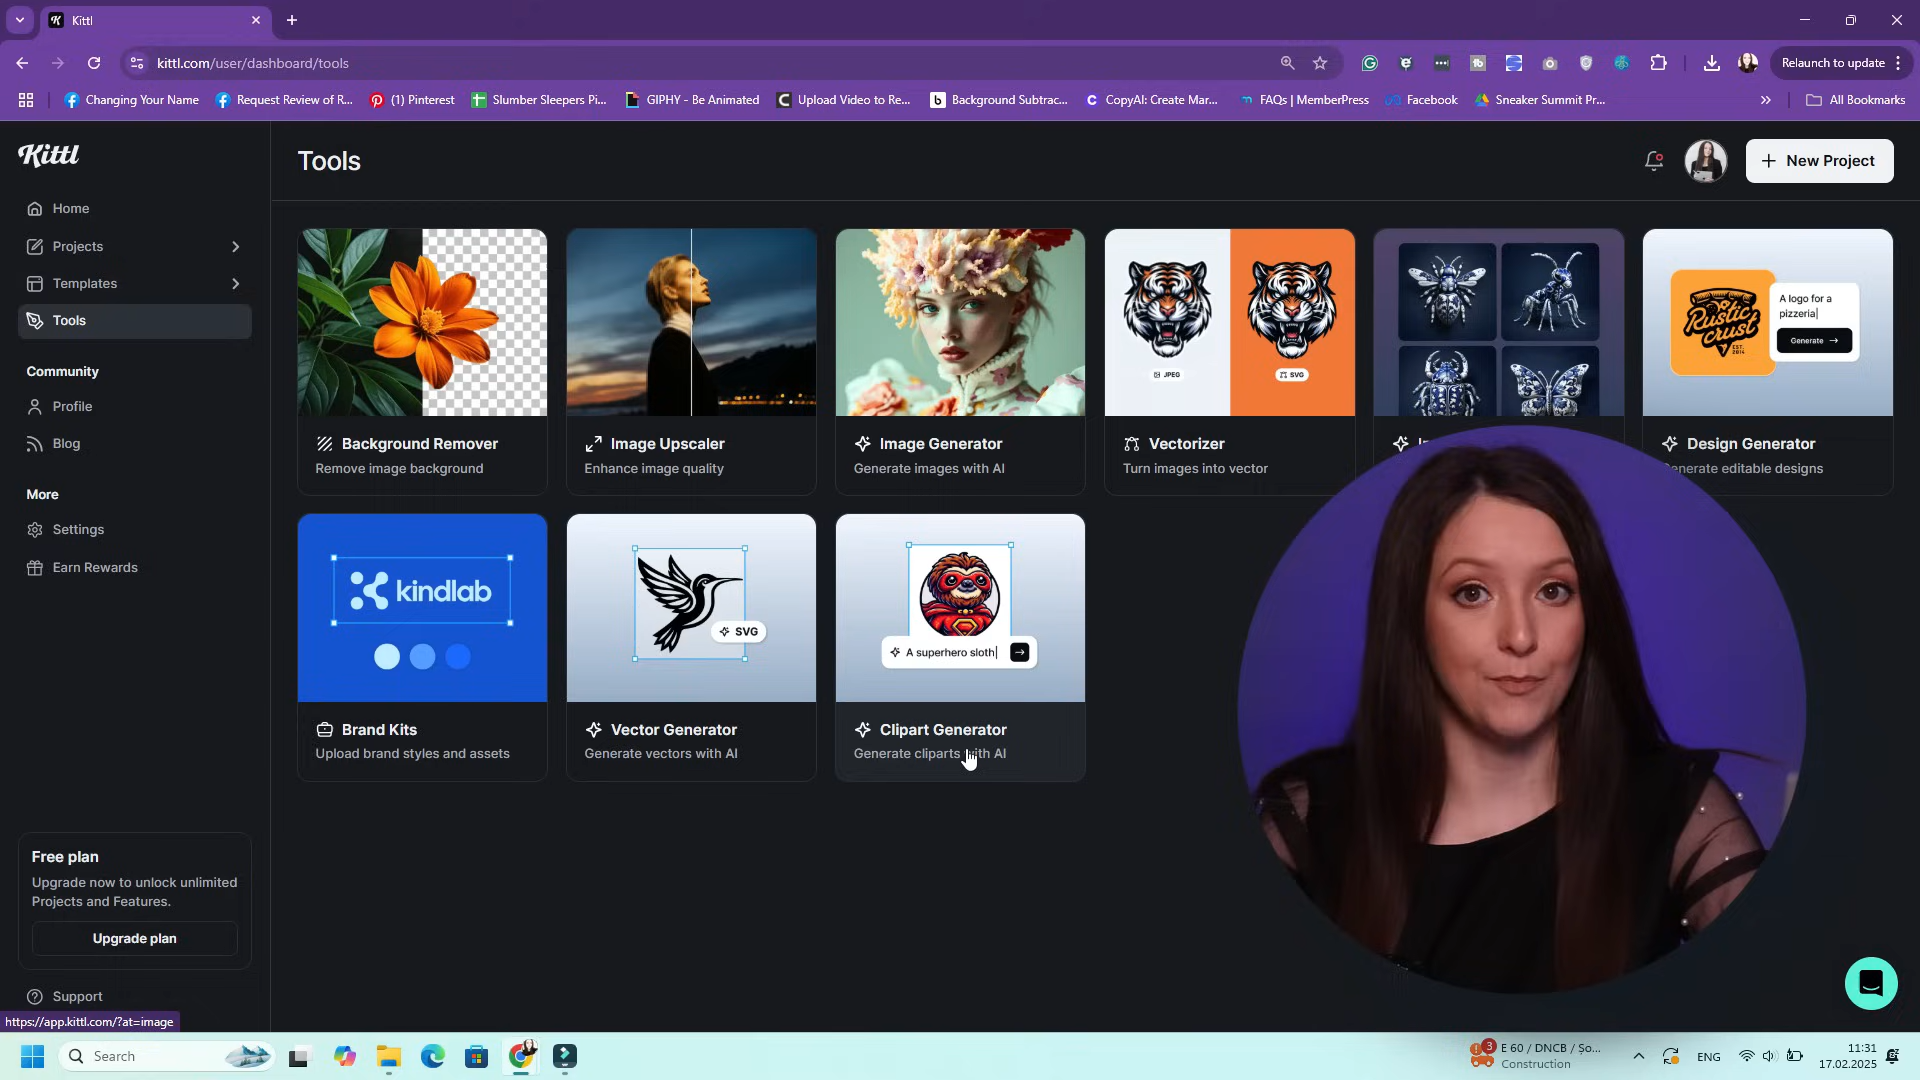 Kittl
kittl.com/user/dashboard/tools
Relaunch to update
Changing Your Name
Request Review of R...
(1) Pinterest
Slumber Sleepers Pi...
GIPHY - Be Animated
Upload Video to Re...
Background Subtrac...
CopyAI: Create Mar...
FAQs | MemberPress
Facebook
Sneaker Summit Pr...
All Bookmarks
Kittl
Tools
New Project
Home
Projects
Templates
Tools
Community
Profile
Blog
More
Settings
Earn Rewards
JPEG
SVG
Rustic
crust
EST.
2014
A logo for a
pizzeria
Generate →
Background Remover
Remove image background
Image Upscaler
Enhance image quality
Image Generator
Generate images with AI
Vectorizer
Turn images into vector
Design Generator
Generate editable designs
kindlab
SVG
A superhero sloth
Brand Kits
Upload brand styles and assets
Vector Generator
Generate vectors with AI
Clipart Generator
Generate cliparts with AI
Free plan
Upgrade now to unlock unlimited
Projects and Features.
Upgrade plan
Support
https://app.kittl.com/?at=image
Search
3
E 60 / DNCB / Șo...
Construction
ENG
11:31
17.02.2025